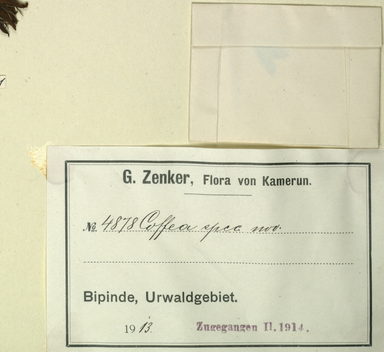 G. Zenker, Flora von Kamerun.
№ 4878 Coffea spec nov.
Bipinde, Urwaldgebiet.
1913. Zugegangen II. 1914.